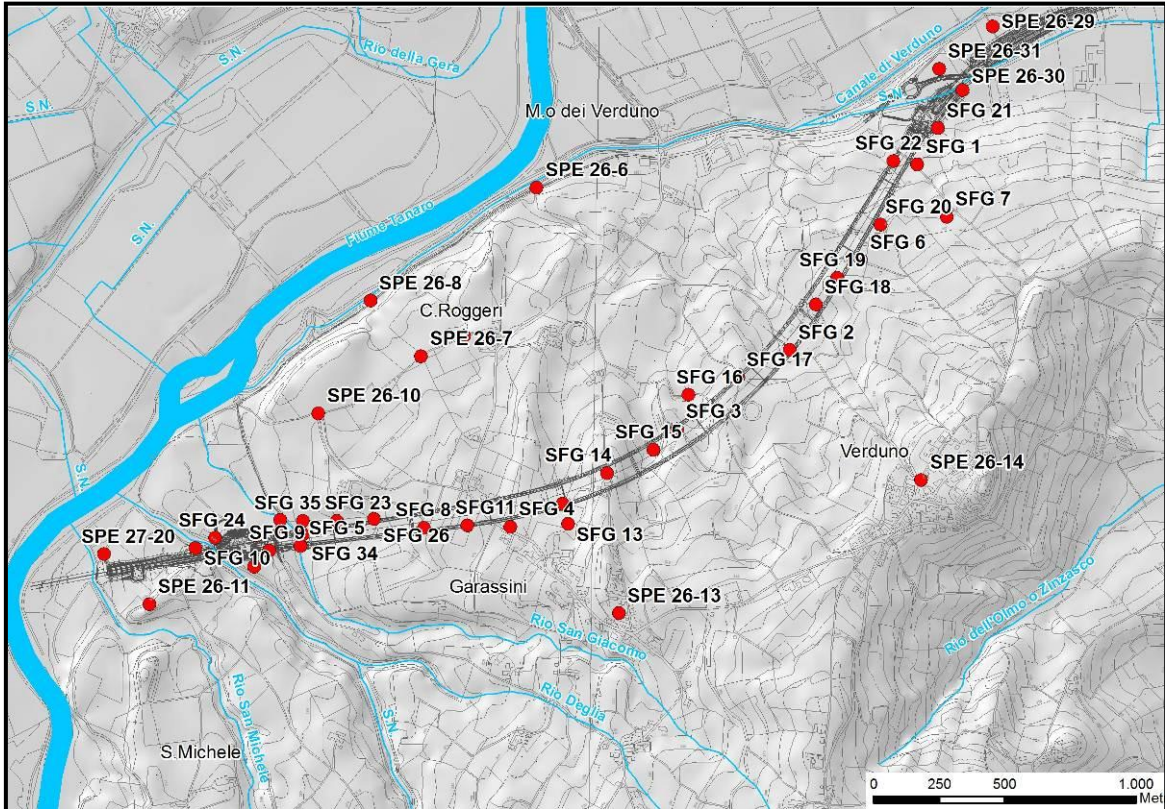 SPE 26-29
S.N.
Rio della Gera
Canale di Verduno
SPE 26-31
SPE 26-30
S.N.
S.N.
M.o dei Verduno
SFG 21
SFG 22
SFG 1
SPE 26-6
SFG 20
SFG 7
S.N.
Fiume Tanaro
SFG 6
SFG 19
SPE 26-8
SFG 18
C.Roggeri
SPE 26-7
SFG 2
SFG 17
SFG 16
SPE 26-10
SFG 3
SFG 15
Verduno
SFG 14
SPE 26-14
S.N.
SFG 35
SFG 23
SFG 8
SFG11
SFG 4
SFG 24
SFG 9
SFG 5
SFG 26
SFG 13
SPE 27-20
SFG 10
SFG 34
SPE 26-11
Garassini
SPE 26-13
Rio dell'Olmo o Zinzasco
Rio San Giacomo
Rio Deglia
Rio San Michele
S.N.
S.Michele
0 250 500 1.000
Met